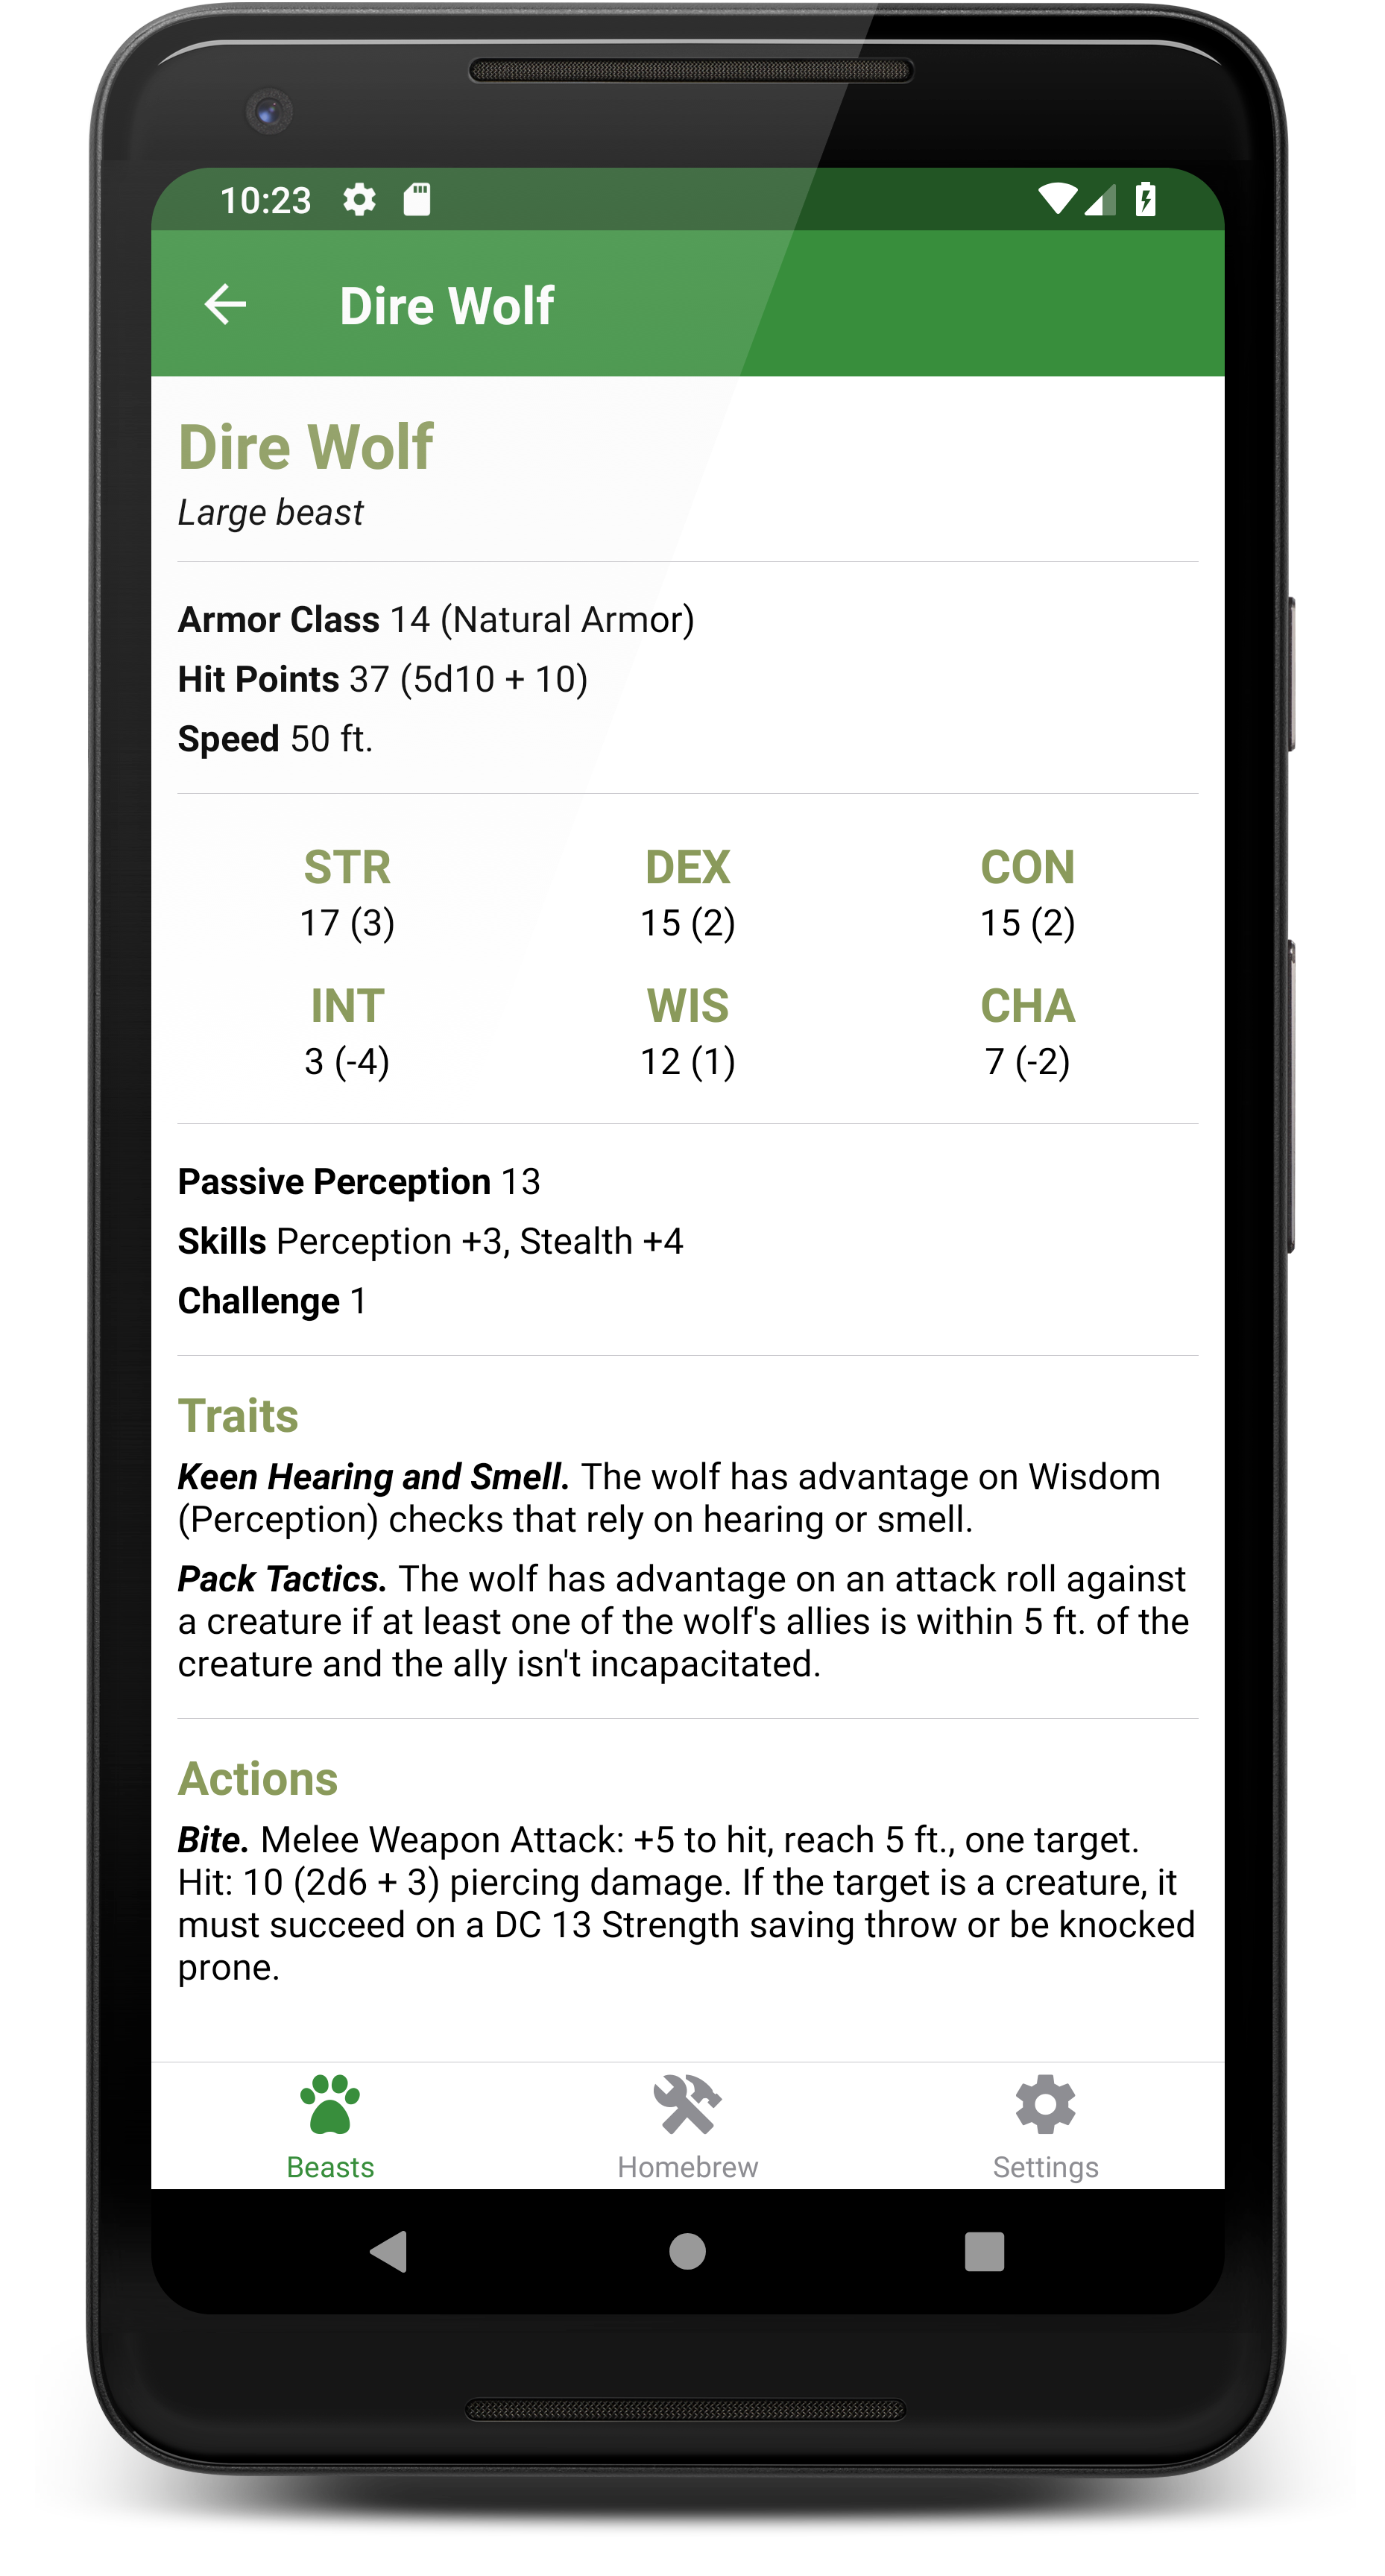 10:23
Dire Wolf
Dire Wolf
Large beast
Armor Class 14 (Natural Armor)
Hit Points 37 (5d10 + 10)
Speed 50 ft.
STR DEX CON
17 (3) 15 (2) 15 (2)
INT WIS CHA
3 (-4) 12 (1) 7 (-2)
Passive Perception 13
Skills Perception +3, Stealth +4
Challenge 1
Traits
Keen Hearing and Smell. The wolf has advantage on Wisdom
(Perception) checks that rely on hearing or smell.
Pack Tactics. The wolf has advantage on an attack roll against
a creature if at least one of the wolf's allies is within 5 ft. of the
creature and the ally isn't incapacitated.
Actions
Bite. Melee Weapon Attack: +5 to hit, reach 5 ft., one target.
Hit: 10 (2d6 + 3) piercing damage. If the target is a creature, it
must succeed on a DC 13 Strength saving throw or be knocked
prone.
Beasts Homebrew Settings